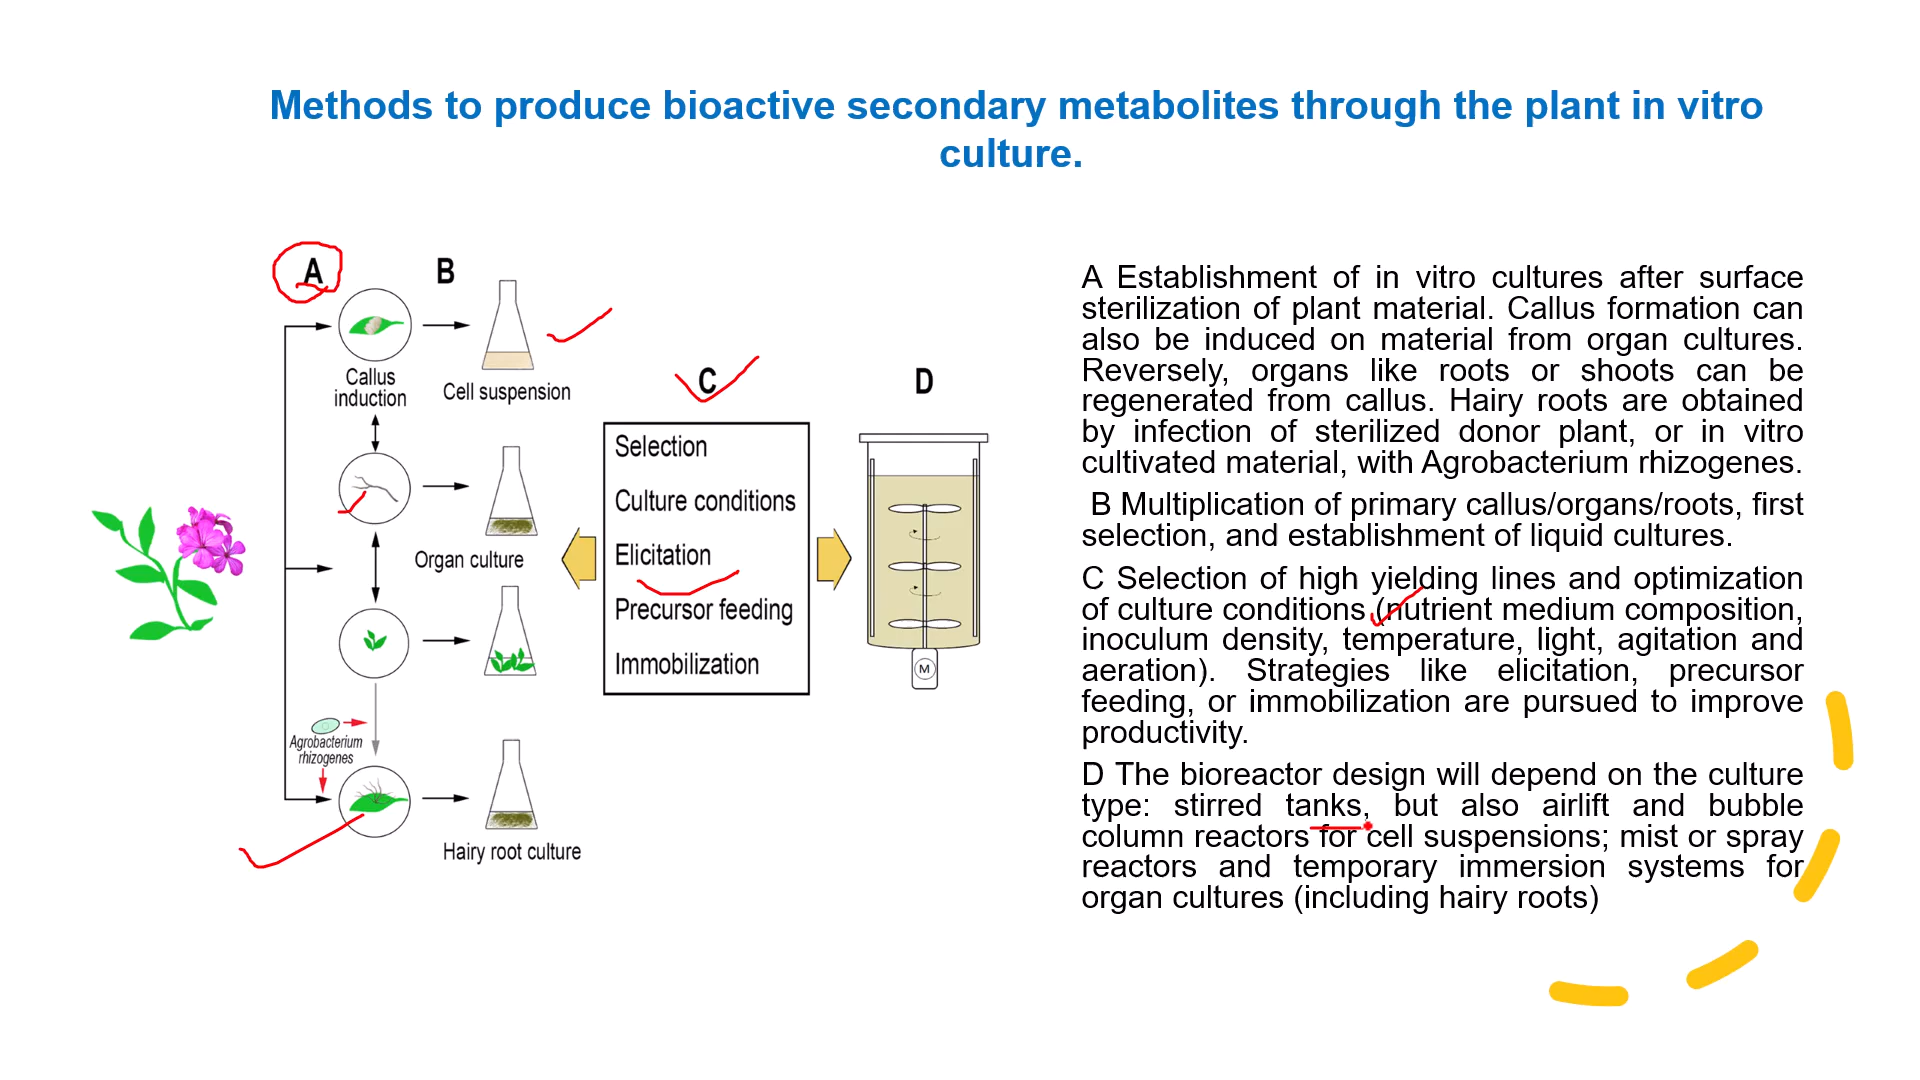 Methods to produce bioactive secondary metabolites through the plant in vitro
culture.
A
B
Callus
induction
Cell suspension
Organ culture
Agrobacterium
rhizogenes
Hairy root culture
C
Selection
Culture conditions
Elicitation
Precursor feeding
Immobilization
D
M
A Establishment of in vitro cultures after surface
sterilization of plant material. Callus formation can
also be induced on material from organ cultures.
Reversely, organs like roots or shoots can be
regenerated from callus. Hairy roots are obtained
by infection of sterilized donor plant, or in vitro
cultivated material, with Agrobacterium rhizogenes.
B Multiplication of primary callus/organs/roots, first
selection, and establishment of liquid cultures.
C Selection of high yielding lines and optimization
of culture conditions (nutrient medium composition,
inoculum density, temperature, light, agitation and
aeration). Strategies like elicitation, precursor
feeding, or immobilization are pursued to improve
productivity.
D The bioreactor design will depend on the culture
type: stirred tanks, but also airlift and bubble
column reactors for cell suspensions; mist or spray
reactors and temporary immersion systems for
organ cultures (including hairy roots)